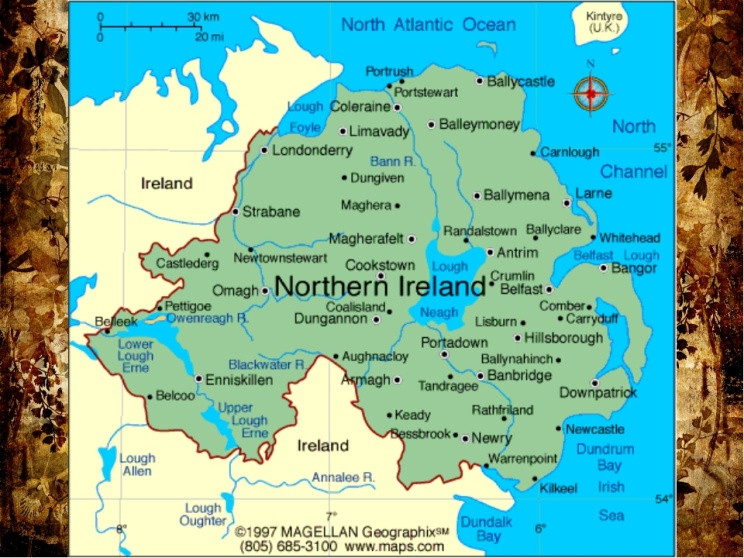 0 30 km
0 20 mi
North Atlantic Ocean
Kintyre
(U.K.)
N
Portrush
Portstewart
Ballycastle
Lough
Foyle
Coleraine
Limavady
Balleymoney
North
Channel
55°
Londonderry
Bann R.
Carnlough
Ireland
Dungiven
Ballymena
Larne
Strabane
Maghera
Randalstown
Ballyclare
Whitehead
Magherafelt
Antrim
Belfast Lough
Castlederg
Newtownstewart
Cookstown
Lough
Neagh
Crumlin
Bangor
Omagh
Northern Ireland
Belfast
Pettigoe
Owenreagh R.
Coalisland
Dungannon
Comber
Carryduff
Belleek
Lisburn
Hillsborough
Lower
Lough
Erne
Portadown
Blackwater R.
Aughnacloy
Ballynahinch
Enniskillen
Armagh
Tandragee
Banbridge
Downpatrick
Belcoo
Upper
Lough
Erne
Keady
Rathfriland
Bessbrook
Newry
Newcastle
Ireland
Dundrum
Bay
Lough
Allen
Warrenpoint
Annalee R.
Kilkeel
Irish
Sea
54°
Lough
Oughter
Dundalk
Bay
8°
7°
6°
©1997 MAGELLAN Geographix℠
(805) 685-3100 www.maps.com